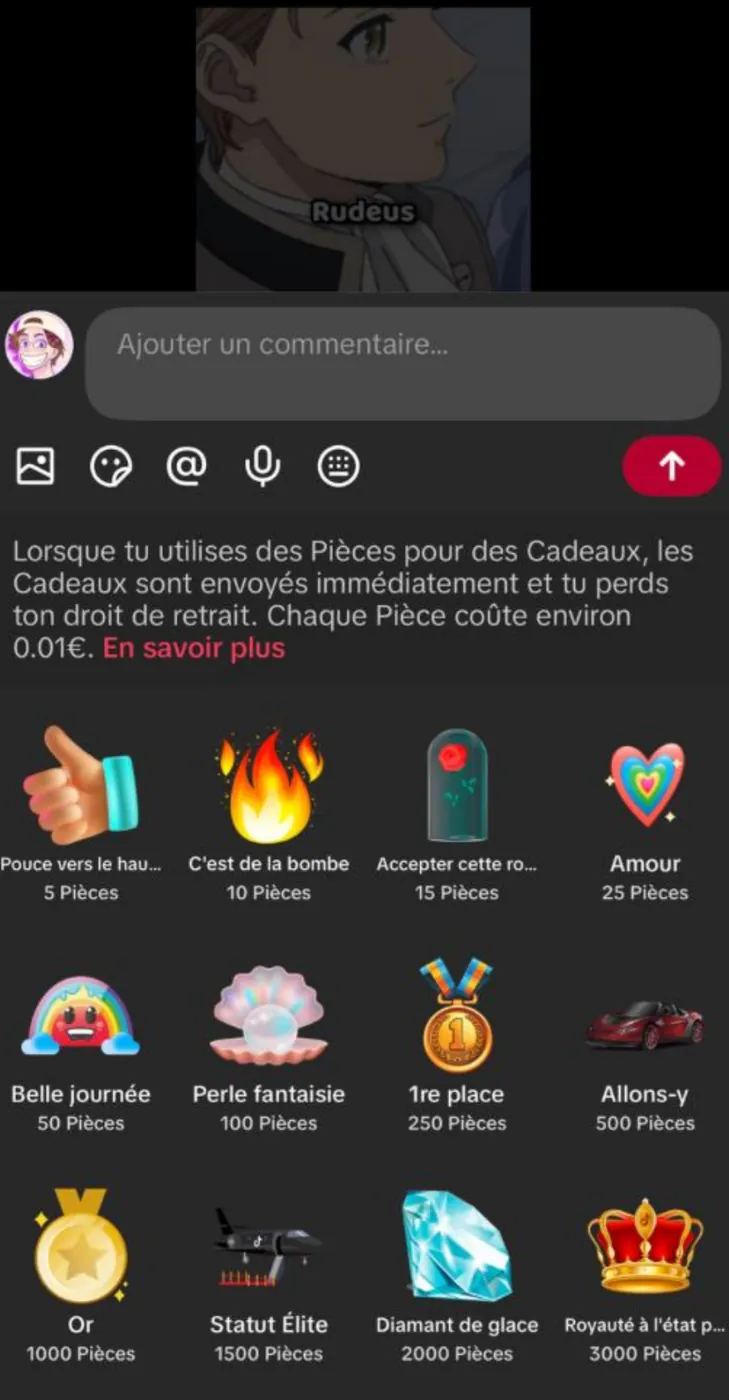 Rudeus
Ajouter un commentaire...
Lorsque tu utilises des Pièces pour des Cadeaux, les
Cadeaux sont envoyés immédiatement et tu perds
ton droit de retrait. Chaque Pièce coûte environ
0.01€. En savoir plus
Pouce vers le hau... C'est de la bombe Accepter cette ro... Amour
5 Pièces 10 Pièces 15 Pièces 25 Pièces
1
Belle journée Perle fantaisie 1re place Allons-y
50 Pièces 100 Pièces 250 Pièces 500 Pièces
Or Statut Élite Diamant de glace Royauté à l'état p...
1000 Pièces 1500 Pièces 2000 Pièces 3000 Pièces